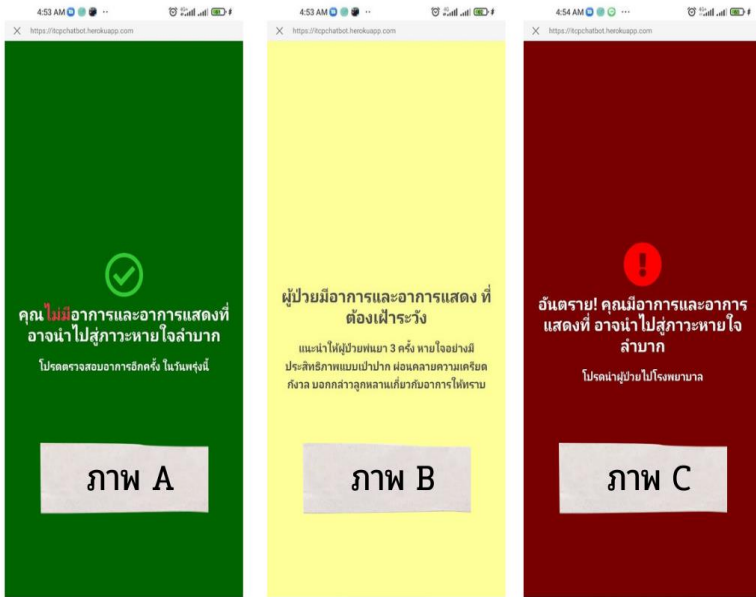 4:53 AM
https://itcpchatbot.herokuapp.com
คุณไม่มีอาการและอาการแสดงที่
อาจนำไปสู่ภาวะหายใจลำบาก
โปรดตรวจสอบอาการอีกครั้ง ในวันพรุ่งนี้
ภาพ A
4:53 AM
https://itcpchatbot.herokuapp.com
ผู้ป่วยมีอาการและอาการแสดง ที่
ต้องเฝ้าระวัง
แนะนำให้ผู้ป่วยพ่นยา 3 ครั้ง หายใจอย่างมี
ประสิทธิภาพแบบเป่าปาก ผ่อนคลายความเครียด
กังวล บอกกล่าวลูกหลานเกี่ยวกับอาการให้ทราบ
ภาพ B
4:54 AM
https://itcpchatbot.herokuapp.com
อันตราย! คุณมีอาการและอาการ
แสดงที่ อาจนำไปสู่ภาวะหายใจ
ลำบาก
โปรดนำผู้ป่วยไปโรงพยาบาล
ภาพ C